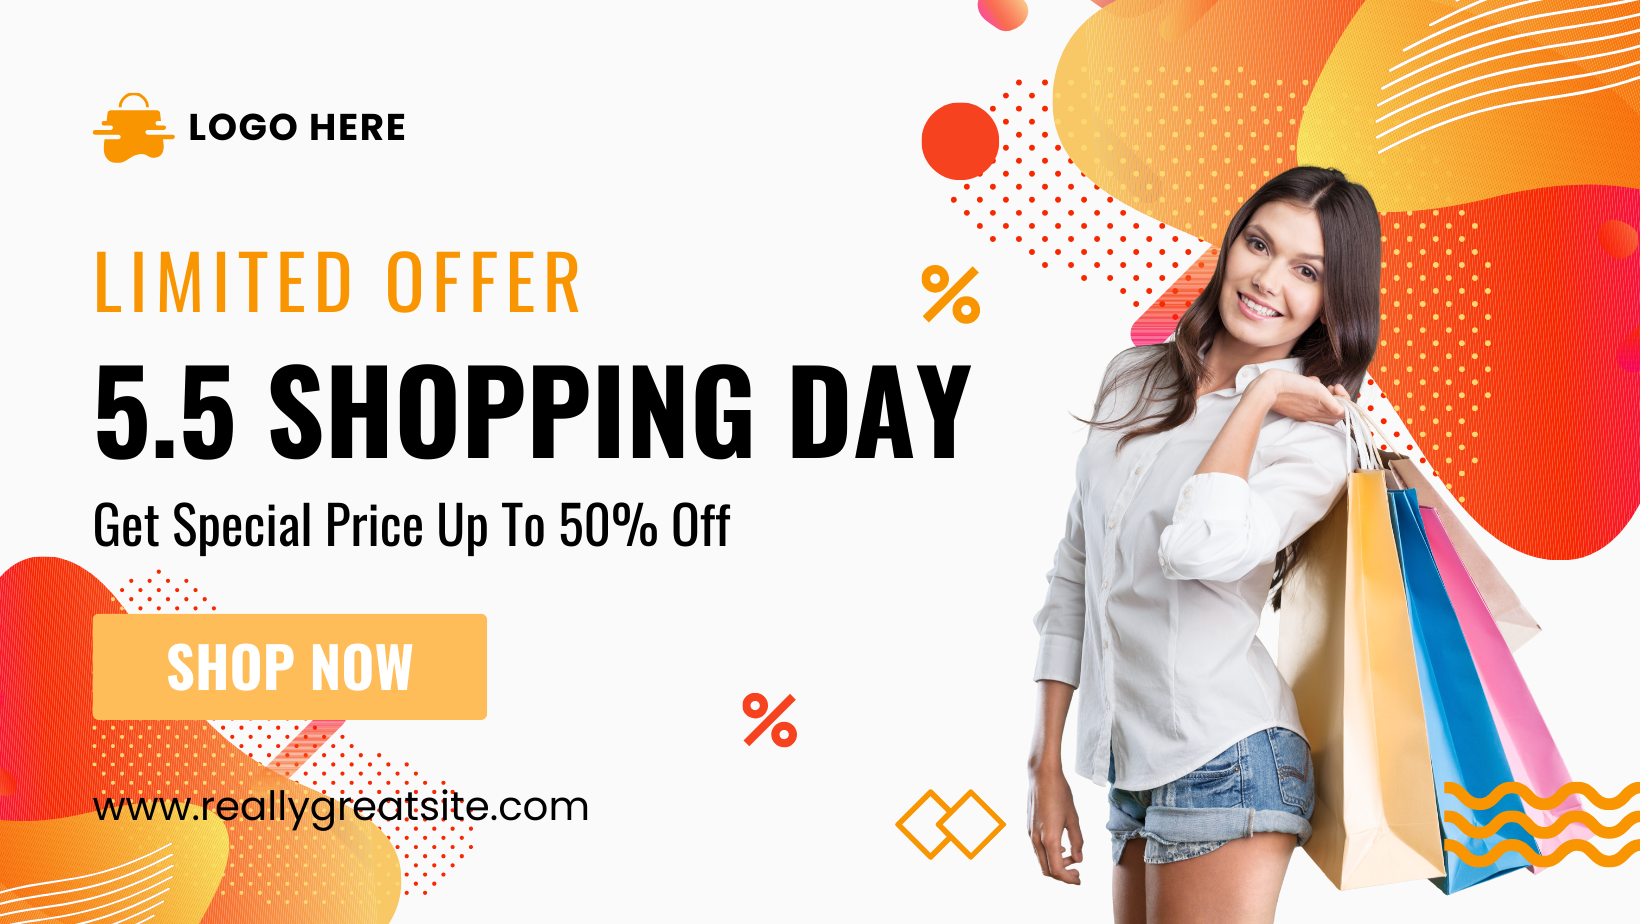 LOGO HERE
LIMITED OFFER
5.5 SHOPPING DAY
Get Special Price Up To 50% Off
SHOP NOW
www.reallygreatsite.com
%
%